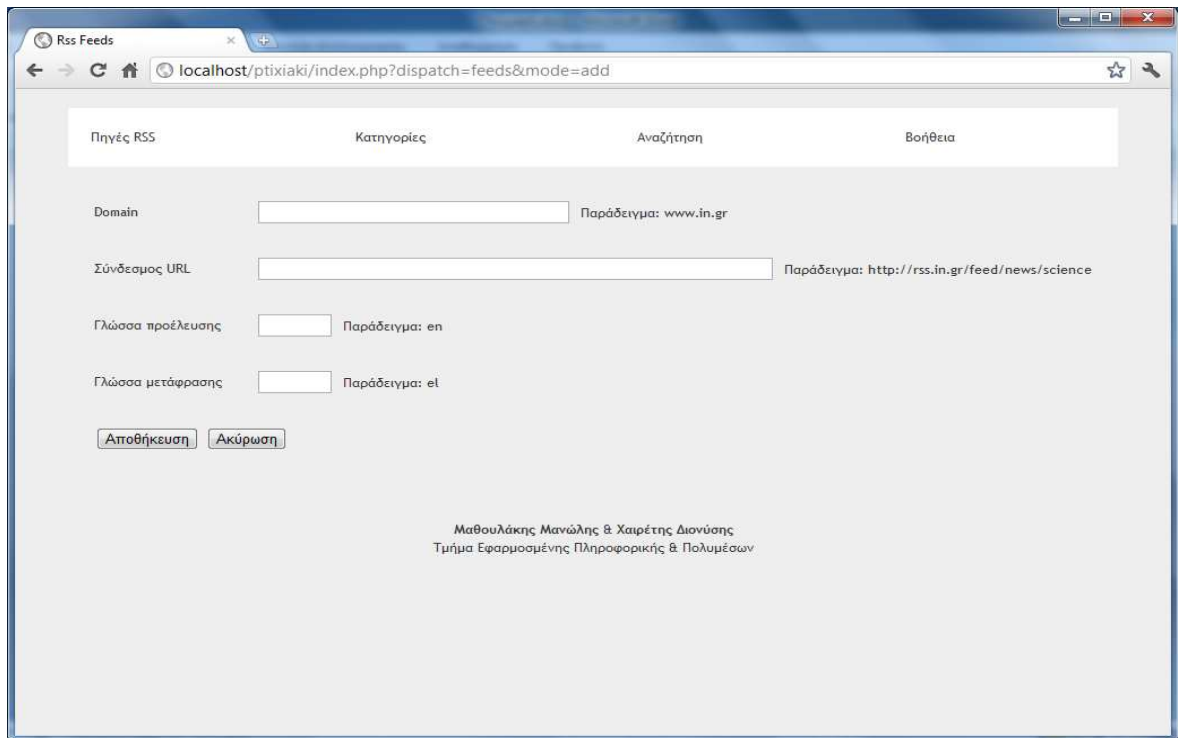 Rss Feeds
localhost/ptixiaki/index.php?dispatch=feeds&mode=add
Πηγές RSS Κατηγορίες Αναζήτηση Βοήθεια
Domain Παράδειγμα: www.in.gr
Σύνδεσμος URL Παράδειγμα: http://rss.in.gr/feed/news/science
Γλώσσα προέλευσης Παράδειγμα: en
Γλώσσα μετάφρασης Παράδειγμα: el
Αποθήκευση Ακύρωση
Μαθουλάκης Μανώλης & Χαιρέτης Διονύσης
Τμήμα Εφαρμοσμένης Πληροφορικής & Πολυμέσων